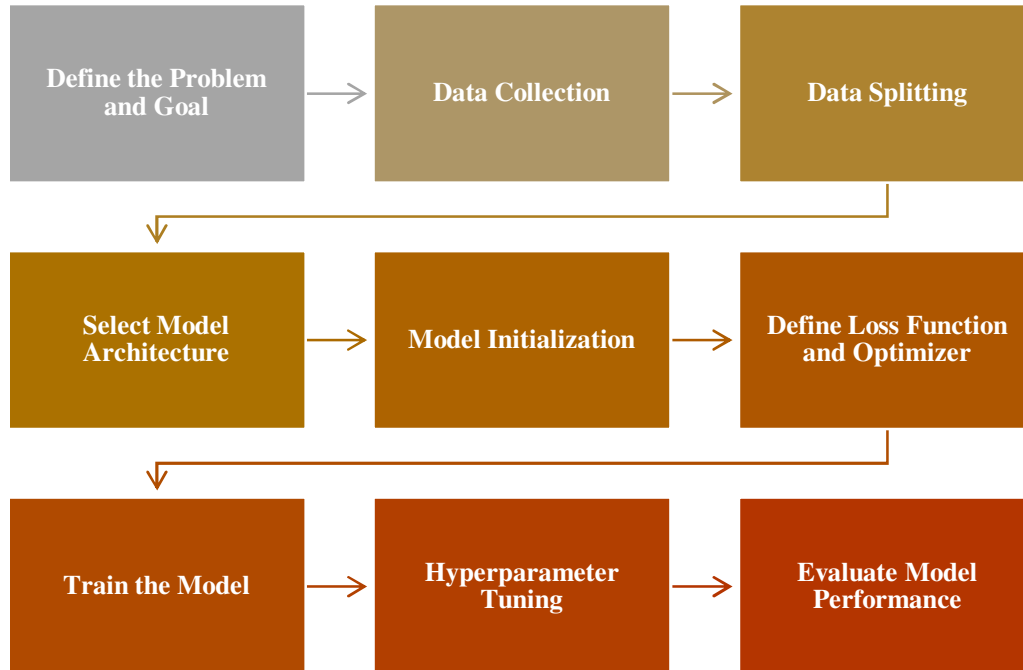 Define the Problem
and Goal
Data Collection
Data Splitting
Select Model
Architecture
Model Initialization
Define Loss Function
and Optimizer
Train the Model
Hyperparameter
Tuning
Evaluate Model
Performance